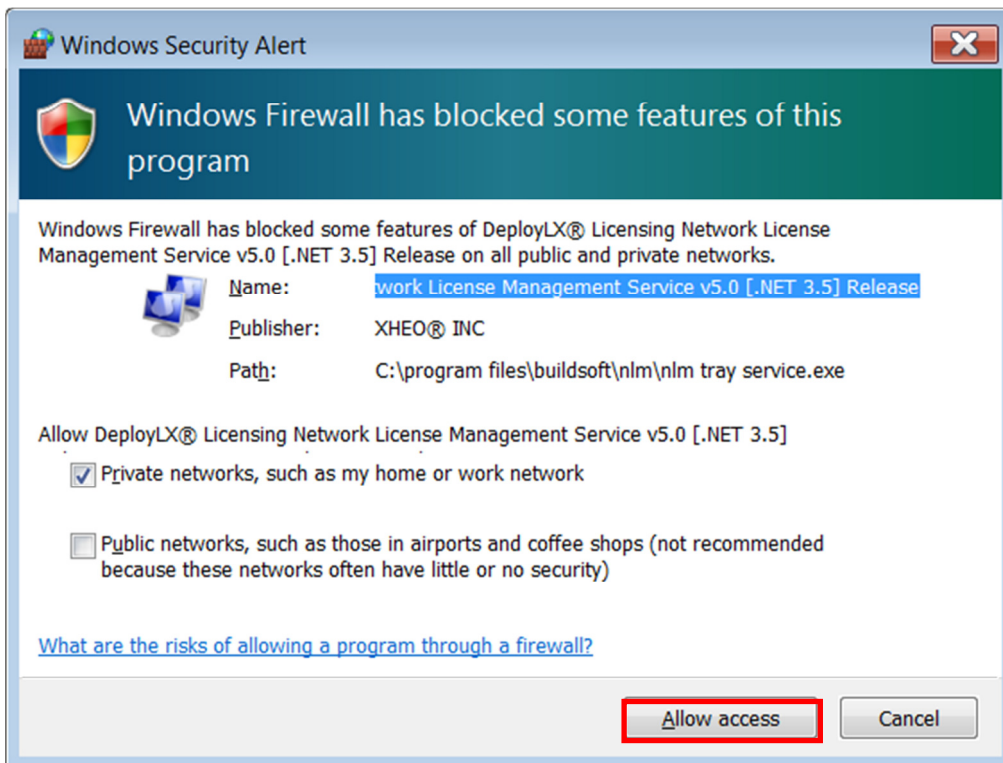 Windows Security Alert
Windows Firewall has blocked some features of this
program
Windows Firewall has blocked some features of DeployLX® Licensing Network License
Management Service v5.0 [.NET 3.5] Release on all public and private networks.
Name: twork License Management Service v5.0 [.NET 3.5] Release
Publisher: XHEO® INC
Path: C:\program files\buildsoft\nlm\nlm tray service.exe
Allow DeployLX® Licensing Network License Management Service v5.0 [.NET 3.5]
Private networks, such as my home or work network
Public networks, such as those in airports and coffee shops (not recommended
because these networks often have little or no security)
What are the risks of allowing a program through a firewall?
Allow access Cancel